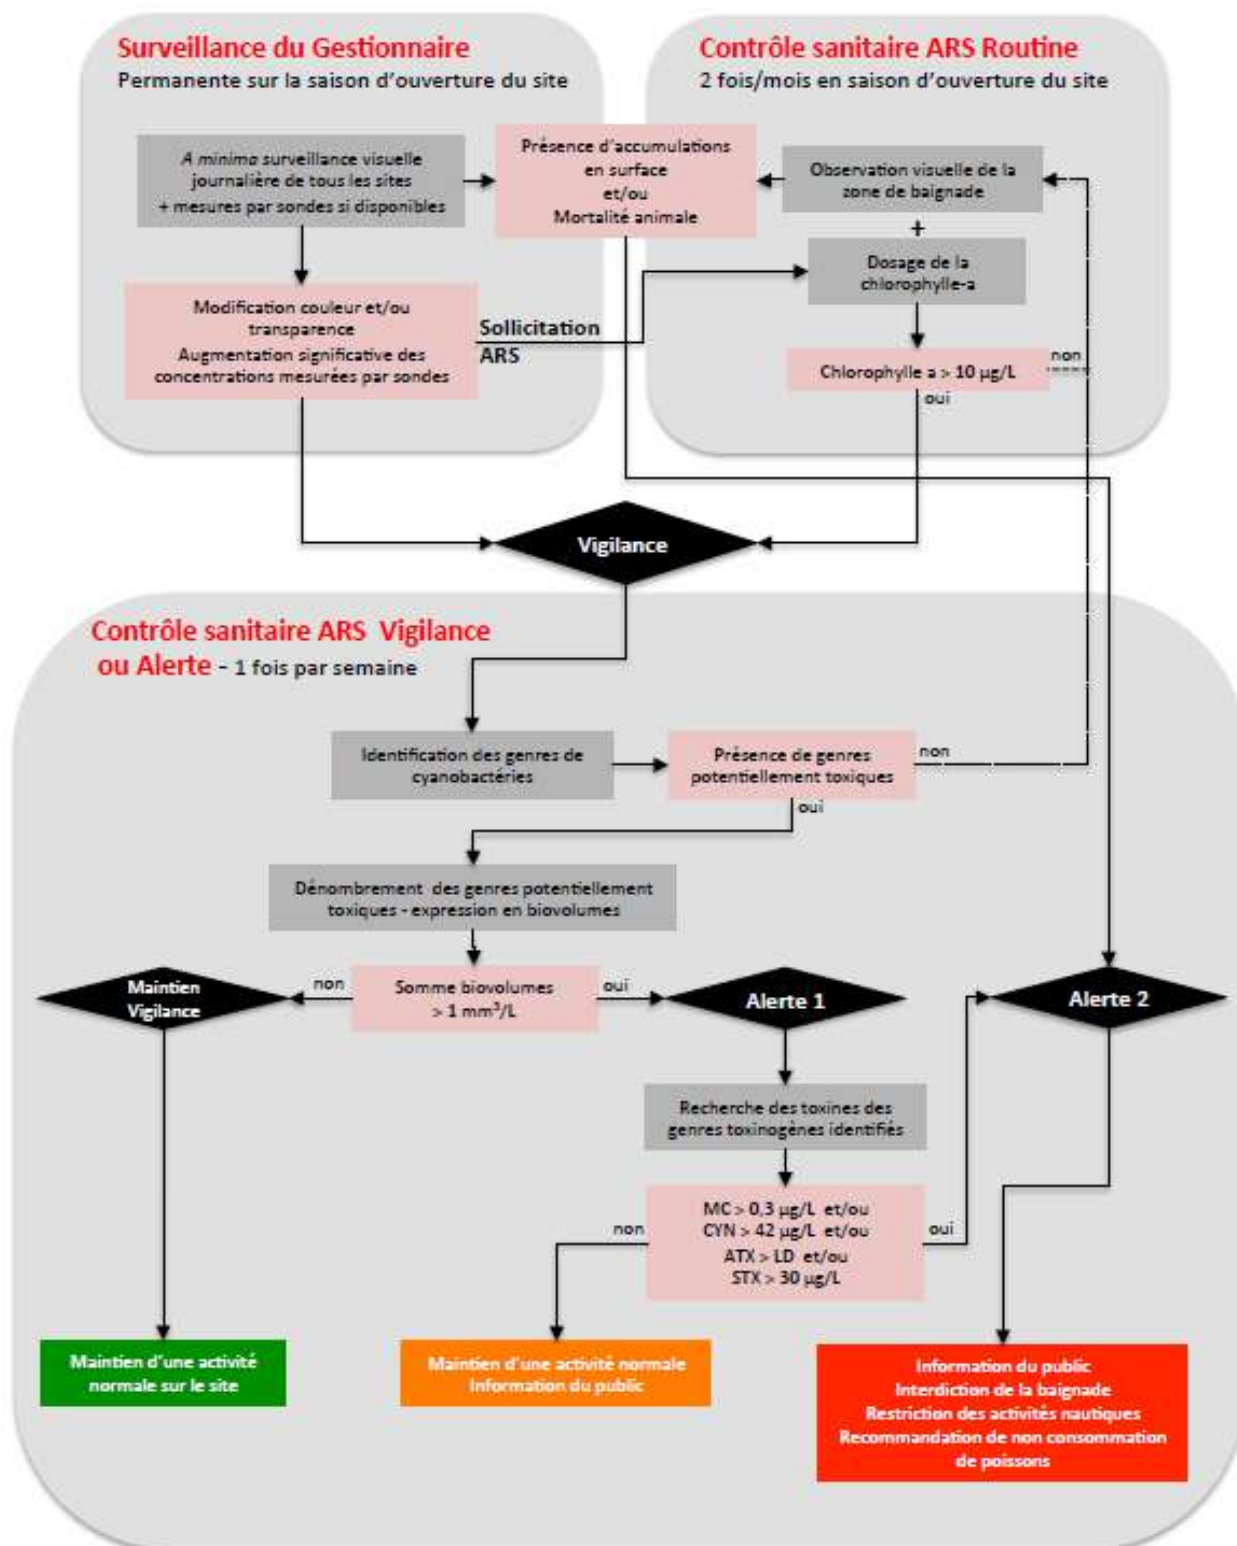 Surveillance du Gestionnaire
Permanente sur la saison d'ouverture du site
Contrôle sanitaire ARS Routine
2 fois/mois en saison d'ouverture du site
A minima surveillance visuelle
journalière de tous les sites
+ mesures par sondes si disponibles
Présence d'accumulations
en surface
et/ou
Mortalité animale
Observation visuelle de la
zone de baignade
+
Dosage de la
chlorophylle-a
Modification couleur et/ou
transparence
Augmentation significative des
concentrations mesurées par sondes
Sollicitation
ARS
Chlorophylle a > 10 µg/L
non
oui
Vigilance
Contrôle sanitaire ARS Vigilance
ou Alerte - 1 fois par semaine
Identification des genres de
cyanobactéries
Présence de genres
potentiellement toxiques
non
oui
Dénombrement des genres potentiellement
toxiques - expression en biovolumes
Maintien
Vigilance
non
Somme biovolumes
> 1 mm³/L
oui
Alerte 1
Alerte 2
Recherche des toxines des
genres toxinogènes identifiés
non
MC > 0,3 µg/L et/ou
CYN > 42 µg/L et/ou
ATX > LD et/ou
STX > 30 µg/L
oui
Maintien d'une activité
normale sur le site
Maintien d'une activité normale
Information du public
Information du public
Interdiction de la baignade
Restriction des activités nautiques
Recommandation de non consommation
de poissons